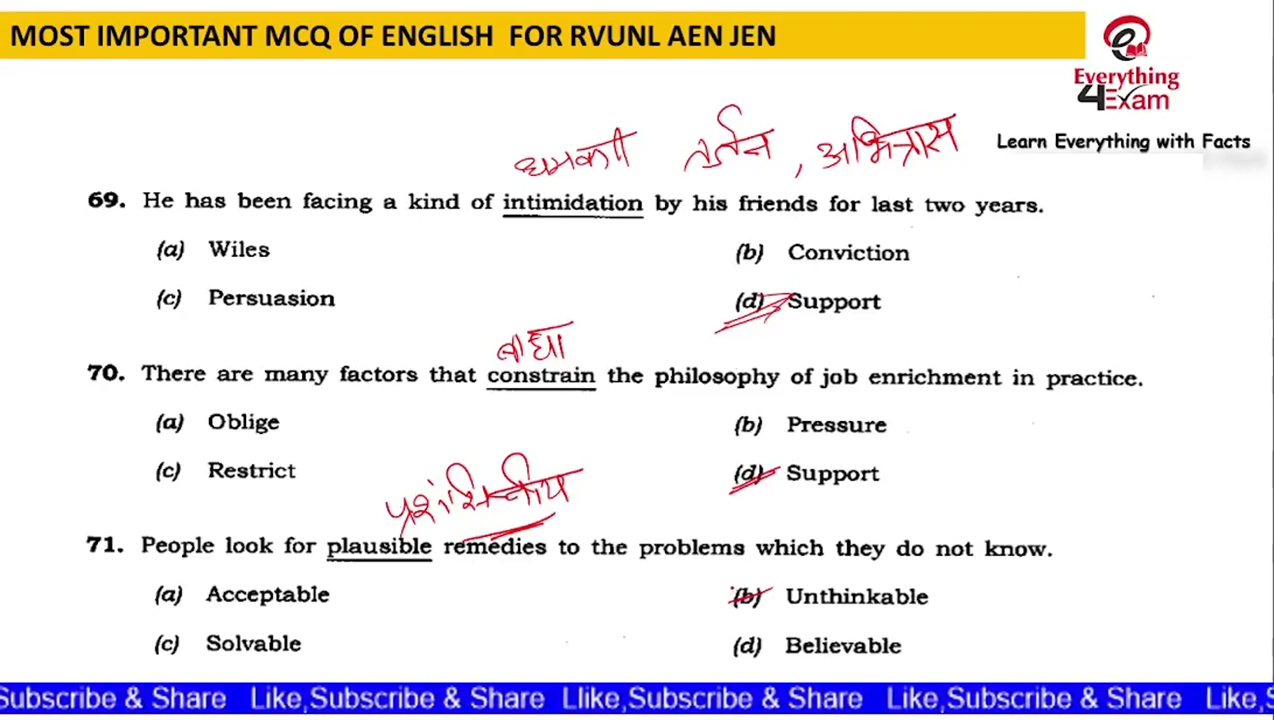 MOST IMPORTANT MCQ OF ENGLISH FOR RVUNL AEN JEN
Everything
4Exam
Learn Everything with Facts
धमकी तर्जन , अभित्रास
69. He has been facing a kind of intimidation by his friends for last two years.
(a) Wiles (b) Conviction
(c) Persuasion (d) Support
बाधा
70. There are many factors that constrain the philosophy of job enrichment in practice.
(a) Oblige (b) Pressure
(c) Restrict (d) Support
71. People look for plausible remedies to the problems which they do not know.
(a) Acceptable (b) Unthinkable
(c) Solvable (d) Believable
Subscribe & Share Like,Subscribe & Share Llike,Subscribe & Share Like,Subscribe & Share Like,S